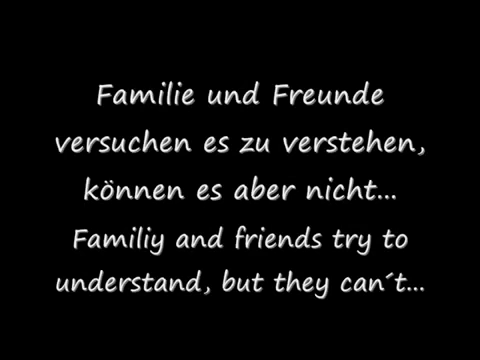 Familie und Freunde
versuchen es zu verstehen,
können es aber nicht...
Familiy and friends try to
understand, but they can´t...